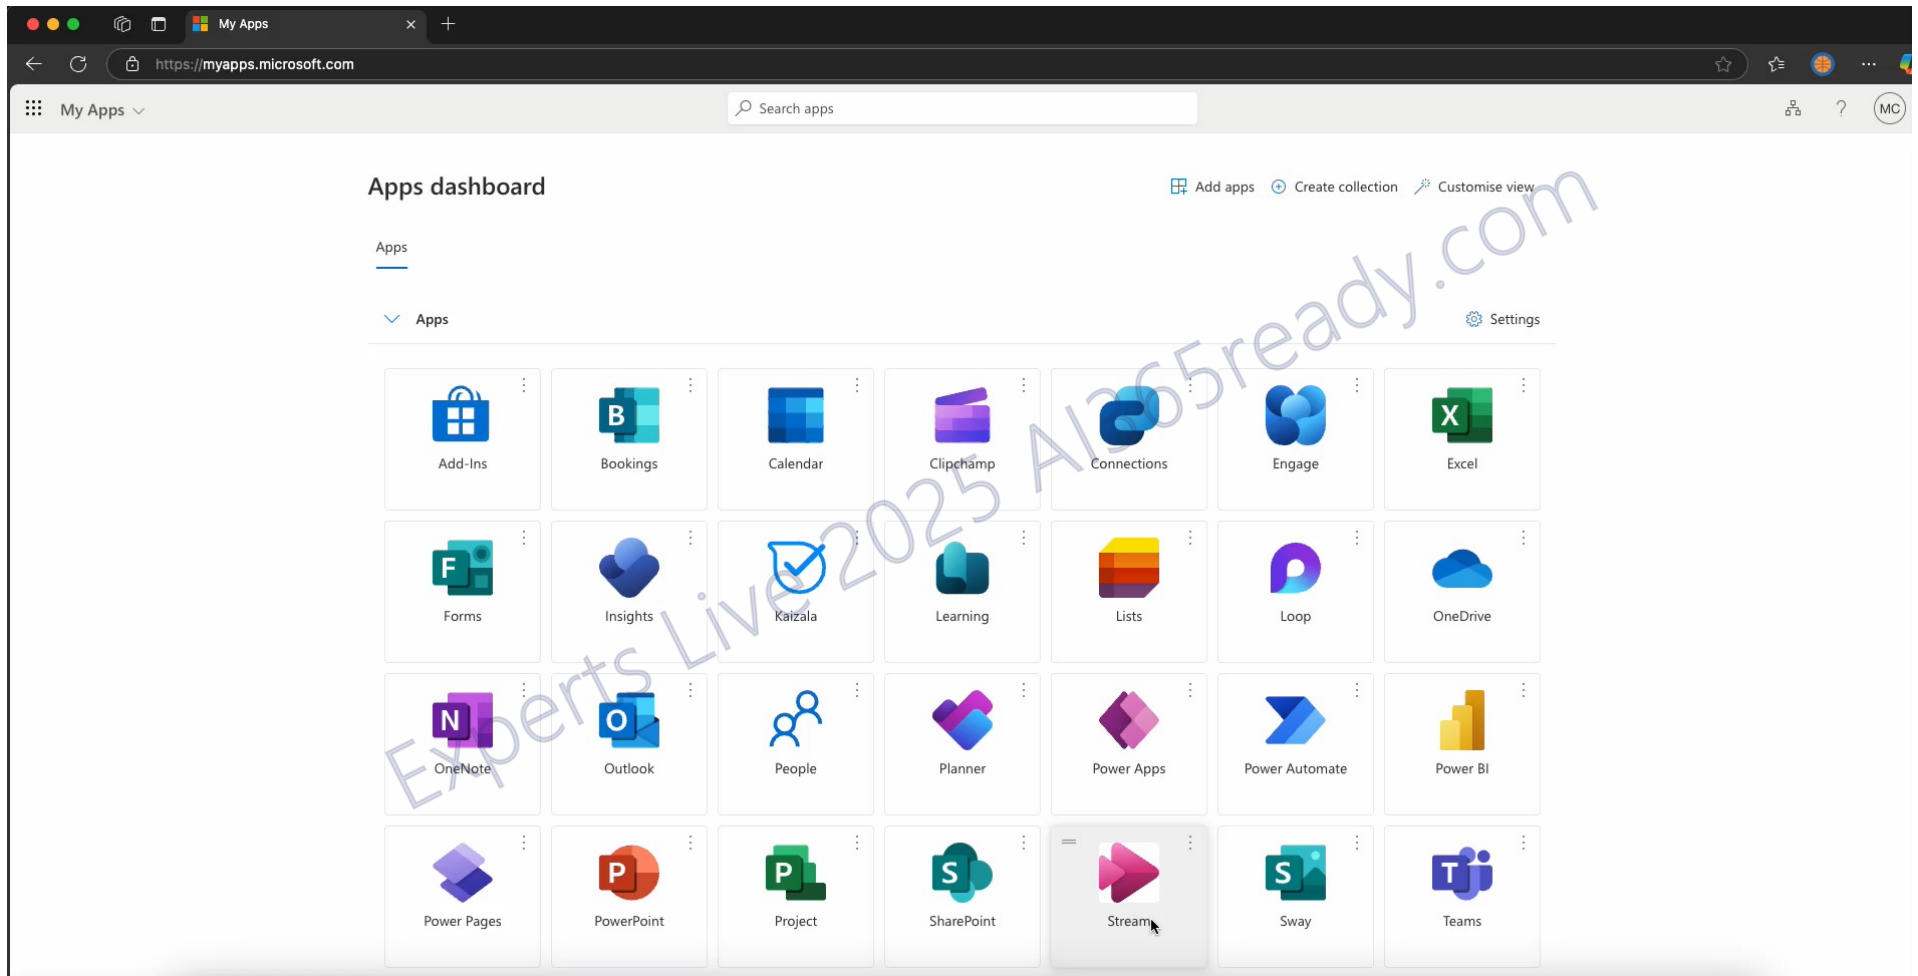 My Apps
https://myapps.microsoft.com
My Apps
Search apps
MC
Apps dashboard
Add apps
Create collection
Customise view
Apps
Apps
Settings
Add-Ins
B
Bookings
Calendar
Clipchamp
Connections
Engage
X
Excel
F
Forms
Insights
Kaizala
Learning
Lists
Loop
OneDrive
N
OneNote
O
Outlook
People
Planner
Power Apps
Power Automate
Power BI
Power Pages
P
PowerPoint
P
Project
S
SharePoint
Stream
S
Sway
T
Teams
Experts Live 2025 AI365ready.com